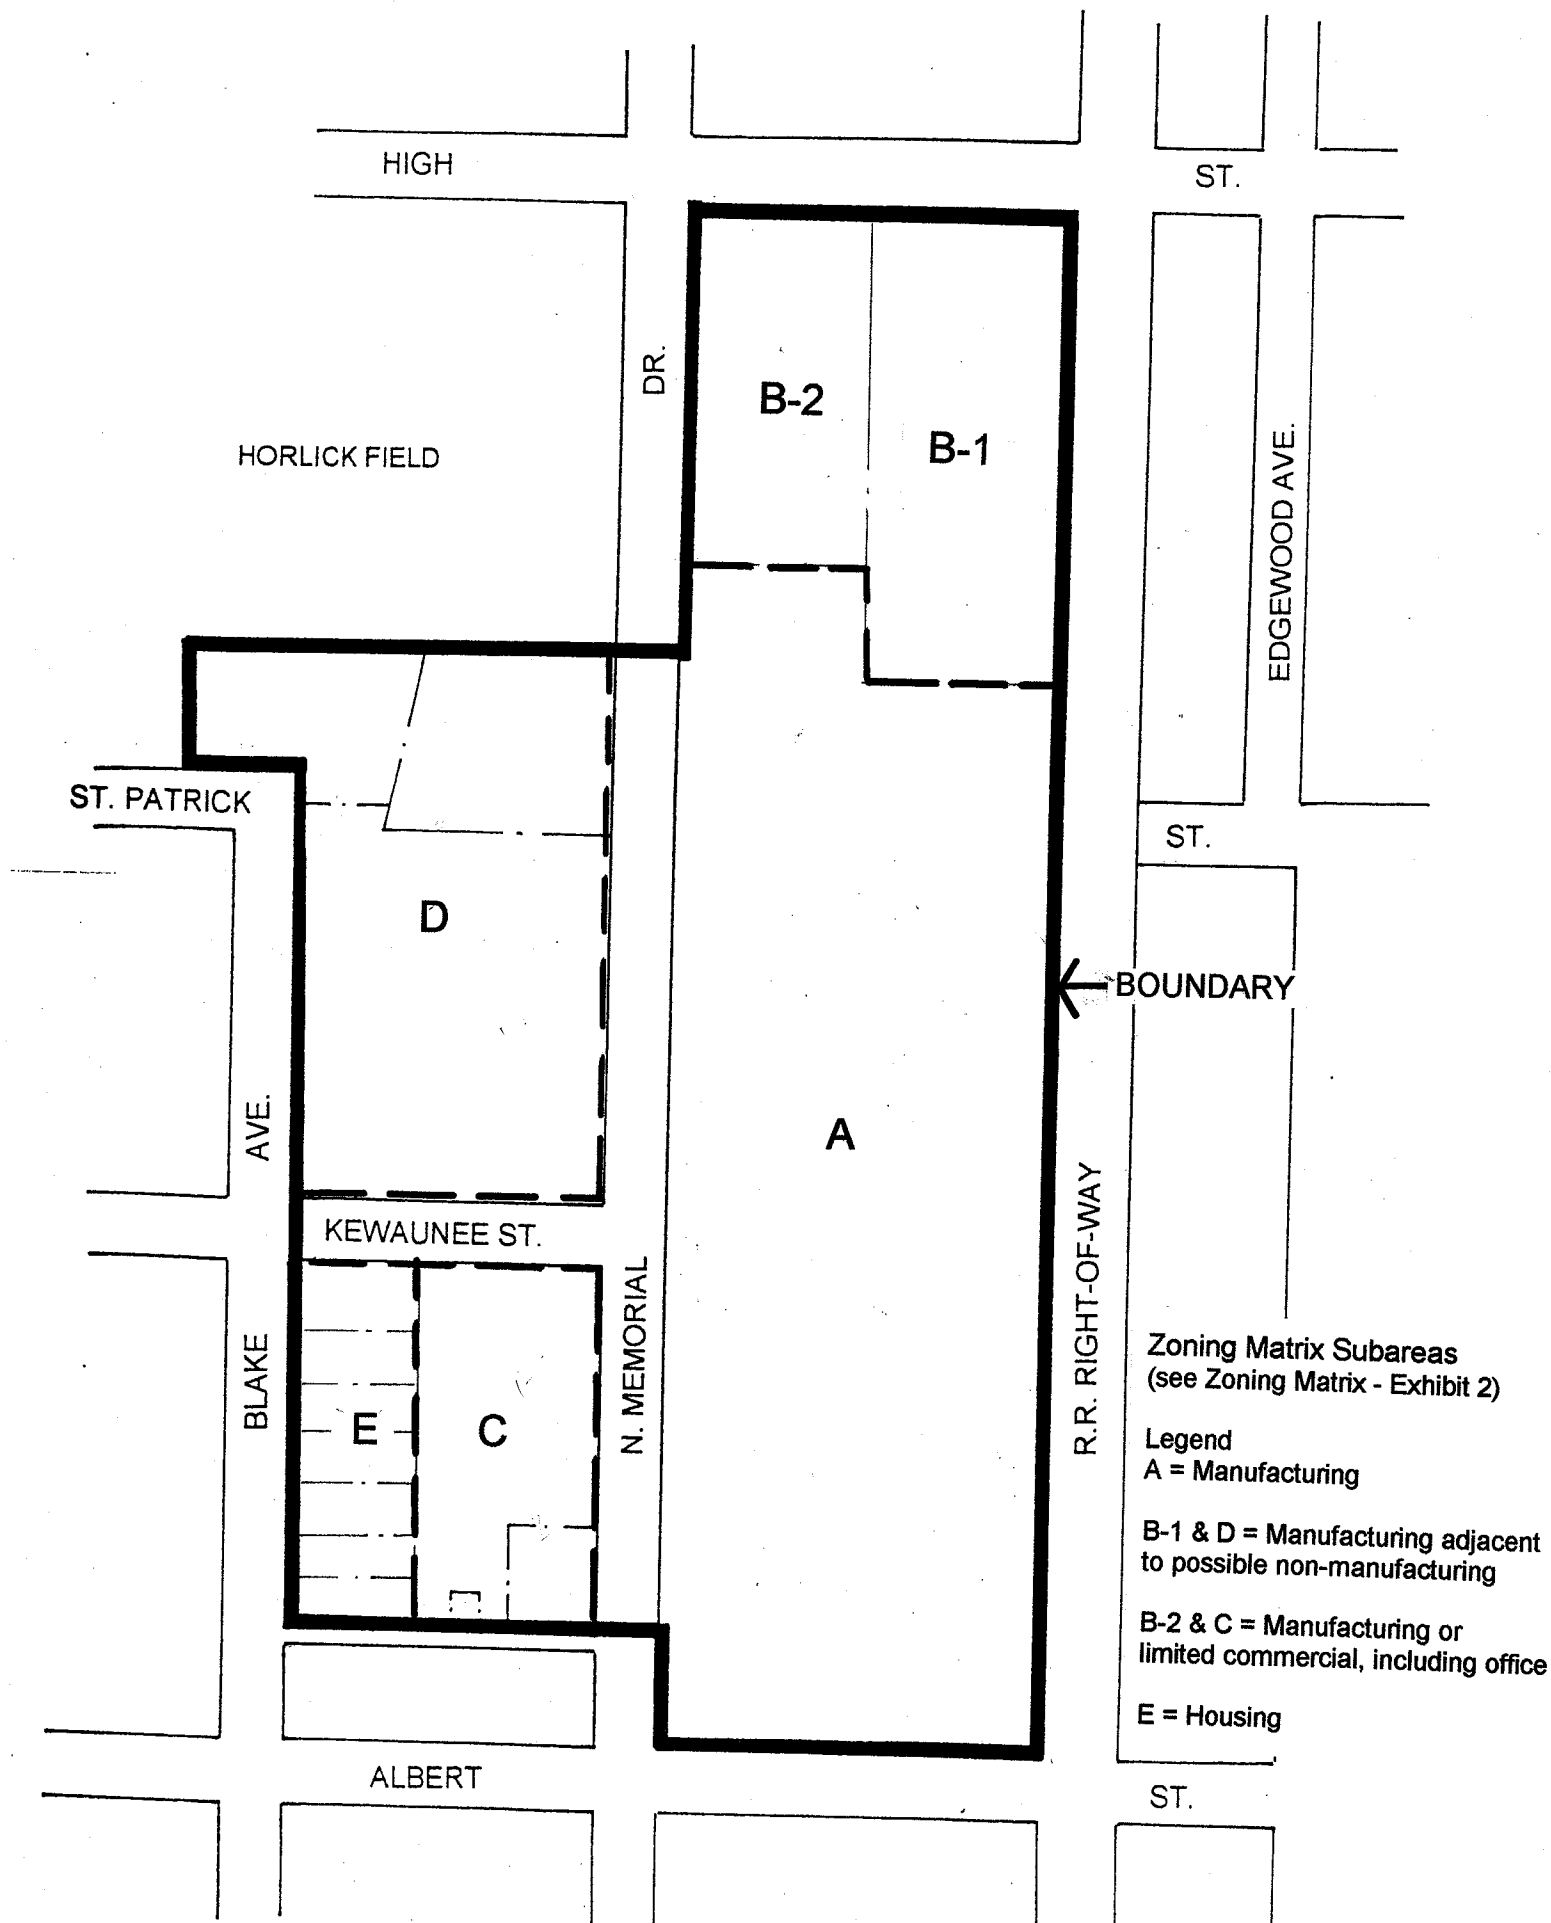 HIGH
ST.
DR.
B-2
B-1
HORLICK FIELD
EDGEWOOD AVE.
ST. PATRICK
ST.
D
BOUNDARY
AVE.
A
KEWAUNEE ST.
R.R. RIGHT-OF-WAY
N. MEMORIAL
BLAKE
E
C
Zoning Matrix Subareas
(see Zoning Matrix - Exhibit 2)
Legend
A = Manufacturing
B-1 & D = Manufacturing adjacent
to possible non-manufacturing
B-2 & C = Manufacturing or
limited commercial, including office
E = Housing
ALBERT
ST.